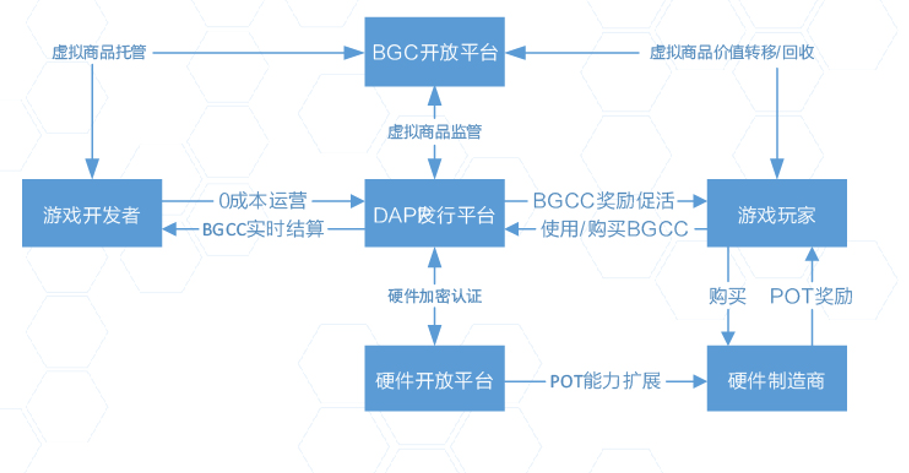 虚拟商品托管
BGC开放平台
虚拟商品价值转移/回收
虚拟商品监管
游戏开发者
0成本运营
BGCC实时结算
DAPP发行平台
BGCC奖励促活
使用/购买BGCC
游戏玩家
硬件加密认证
购买
POT奖励
硬件开放平台
POT能力扩展
硬件制造商